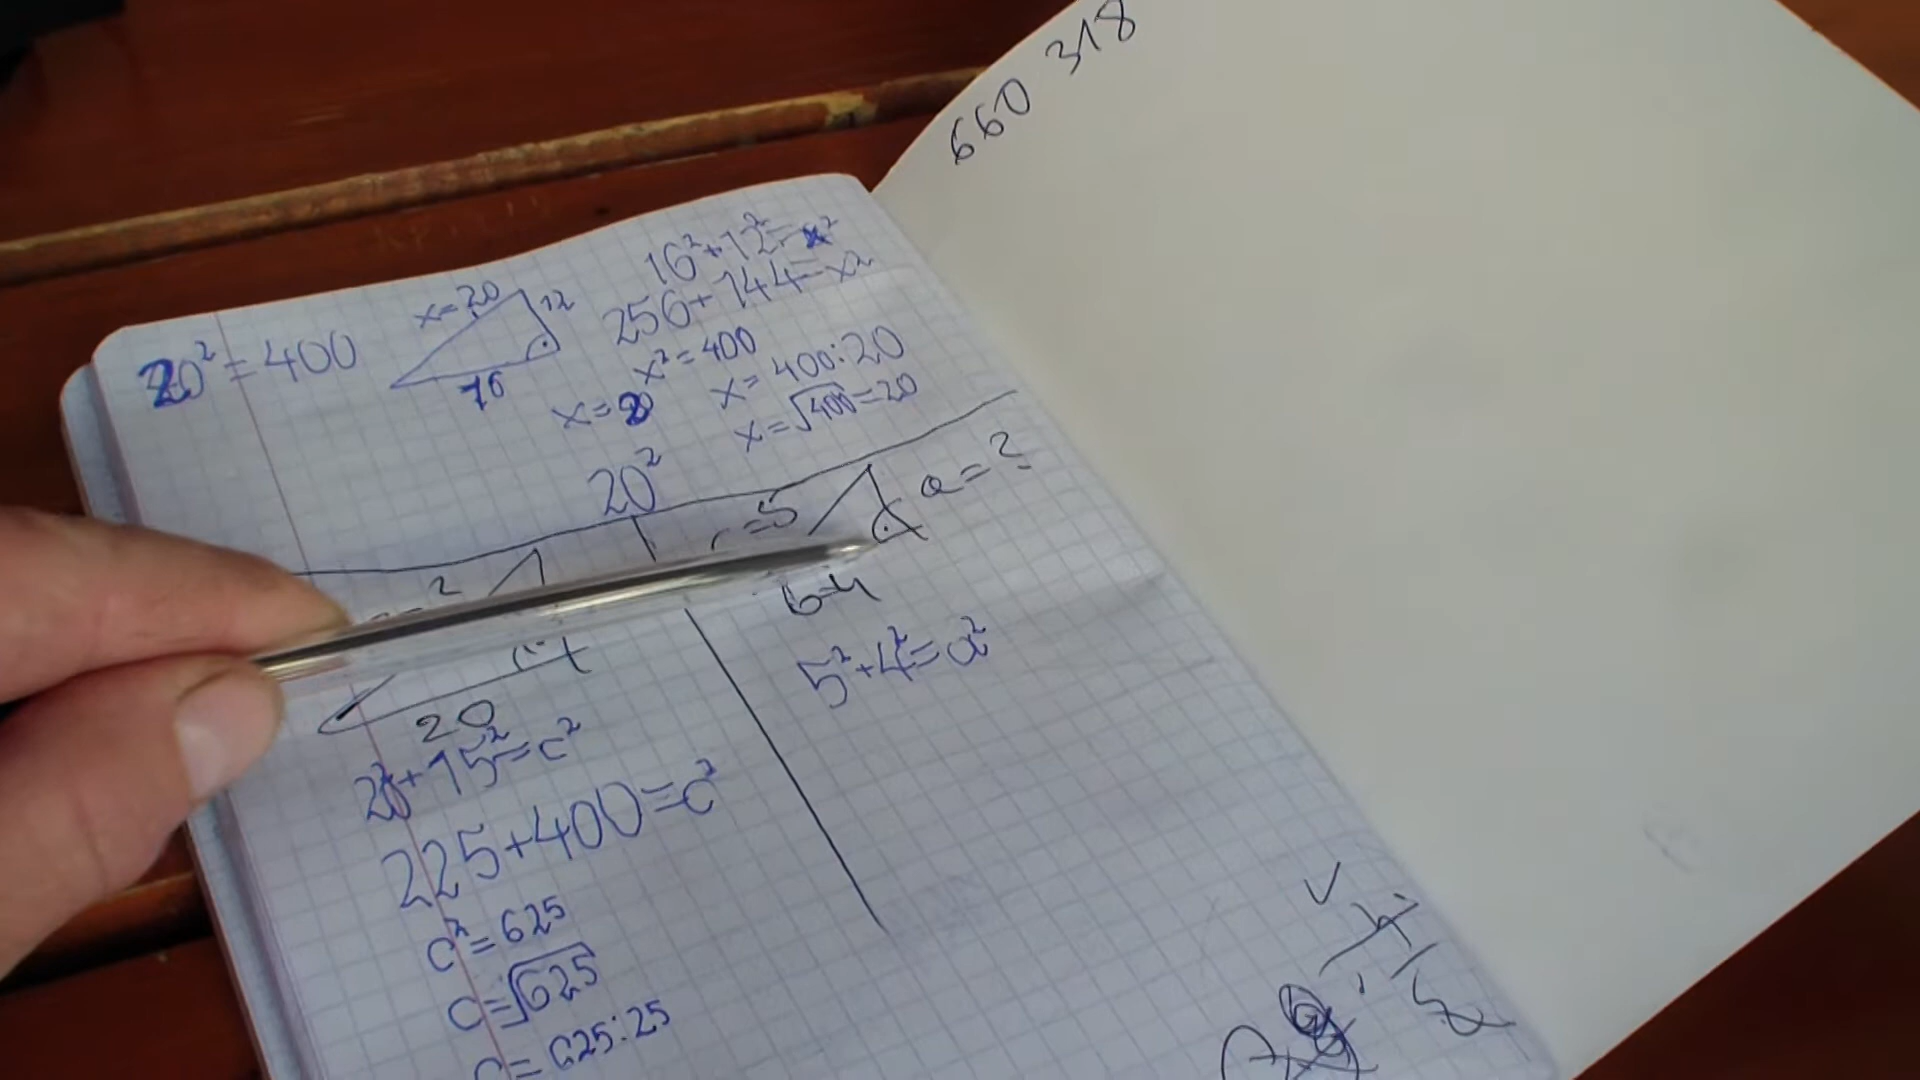 660 318
16²+12²=x²
256+144=x²
x²=400
x=20
x=400:20
x=√400=20
20²=400
x=20
12
16
20²
=5
a=?
b=4
5²+4²=a²
20
20²+15²=c²
225+400=c²
c²=625
c=√625
625:25